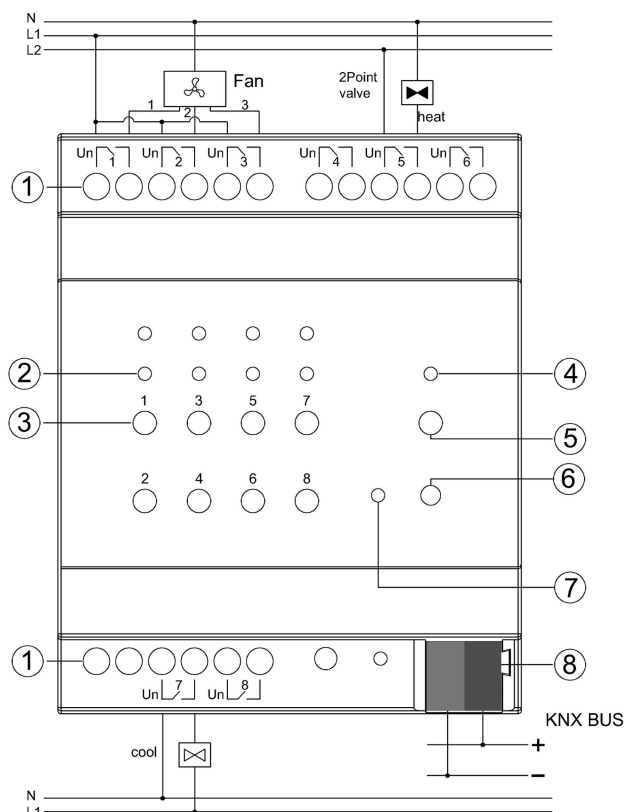 N
L1
L2
Fan
1 2 3
2Point
valve
heat
Un 1 Un 2 Un 3 Un 4 Un 5 Un 6
1
2
4
1 3 5 7
3
5
2 4 6 8
6
7
1
8
Un 7 Un 8
KNX BUS
cool
+
−
N
L1